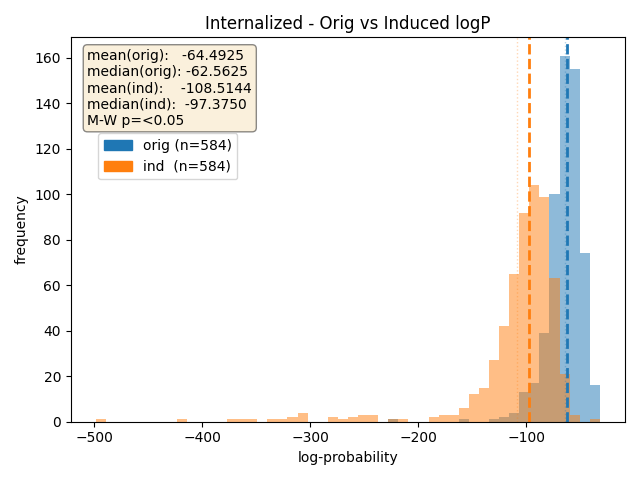 Internalized - Orig vs Induced logP
mean(orig): -64.4925
median(orig): -62.5625
mean(ind): -108.5144
median(ind): -97.3750
M-W p=<0.05
orig (n=584)
ind (n=584)
frequency
160
140
120
100
80
60
40
20
0
−500
−400
−300
−200
−100
log-probability